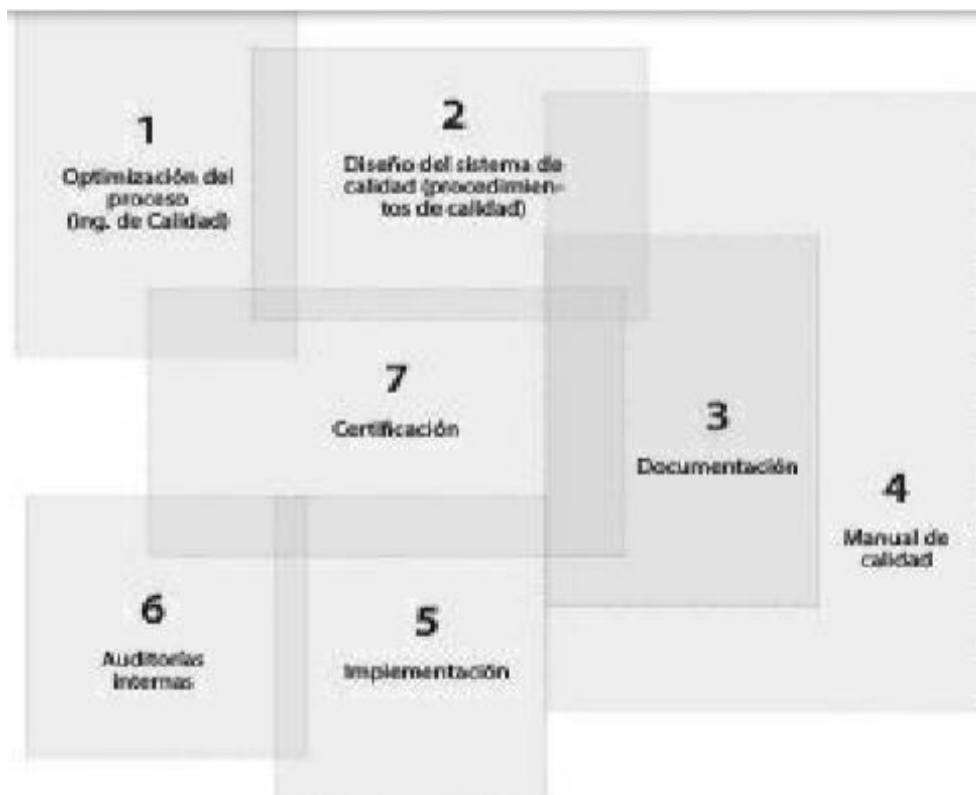 1
Optimización del
proceso
(Ing. de Calidad)
2
Diseño del sistema de
calidad (procedimien-
tos de calidad)
7
Certificación
3
Documentación
4
Manual de
calidad
6
Auditorías
internas
5
Implementación